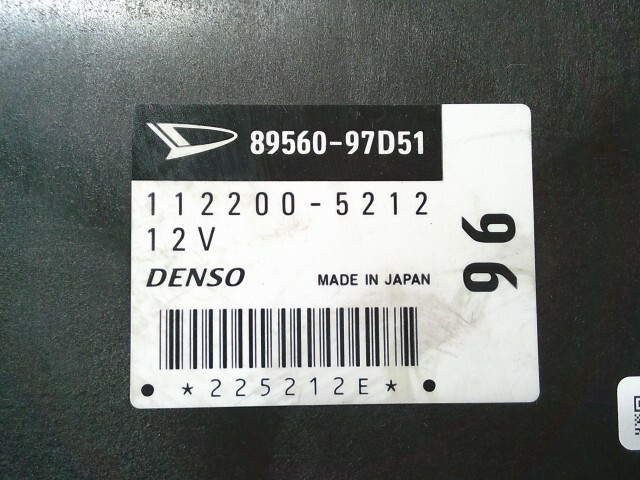 89560-97D51
112200-5212
12V
DENSO MADE IN JAPAN
*225212E*
96